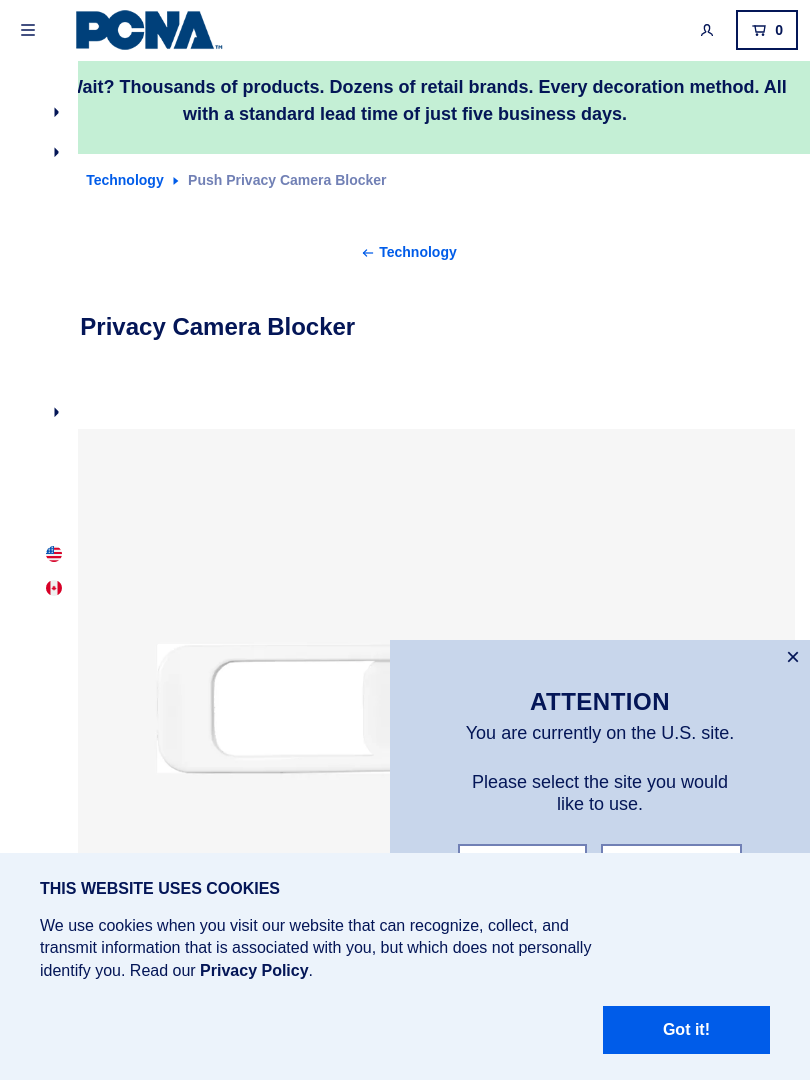 PCNA™
0
Wait? Thousands of products. Dozens of retail brands. Every decoration method. All
with a standard lead time of just five business days.
Technology Push Privacy Camera Blocker
Technology
Privacy Camera Blocker
ATTENTION
You are currently on the U.S. site.
Please select the site you would
like to use.
THIS WEBSITE USES COOKIES
We use cookies when you visit our website that can recognize, collect, and
transmit information that is associated with you, but which does not personally
identify you. Read our Privacy Policy.
Got it!